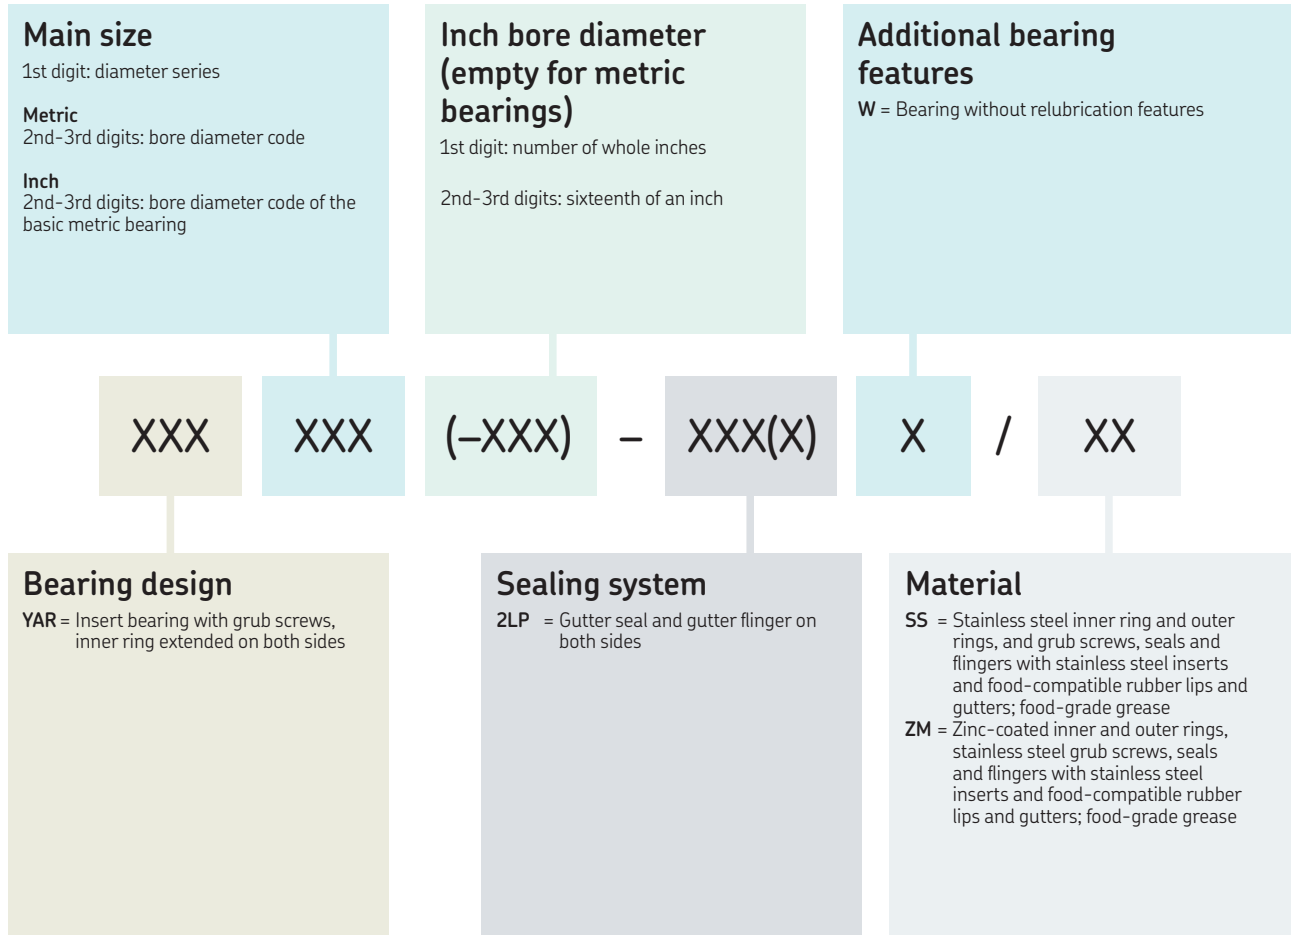 Main size
1st digit: diameter series
Metric
2nd-3rd digits: bore diameter code
Inch
2nd-3rd digits: bore diameter code of the
basic metric bearing
Inch bore diameter
(empty for metric
bearings)
1st digit: number of whole inches
2nd-3rd digits: sixteenth of an inch
Additional bearing
features
W = Bearing without relubrication features
XXX XXX (–XXX) – XXX(X) X / XX
Bearing design
YAR = Insert bearing with grub screws,
inner ring extended on both sides
Sealing system
2LP = Gutter seal and gutter flinger on
both sides
Material
SS = Stainless steel inner ring and outer
rings, and grub screws, seals and
flingers with stainless steel inserts
and food-compatible rubber lips and
gutters; food-grade grease
ZM = Zinc-coated inner and outer rings,
stainless steel grub screws, seals
and flingers with stainless steel
inserts and food-compatible rubber
lips and gutters; food-grade grease